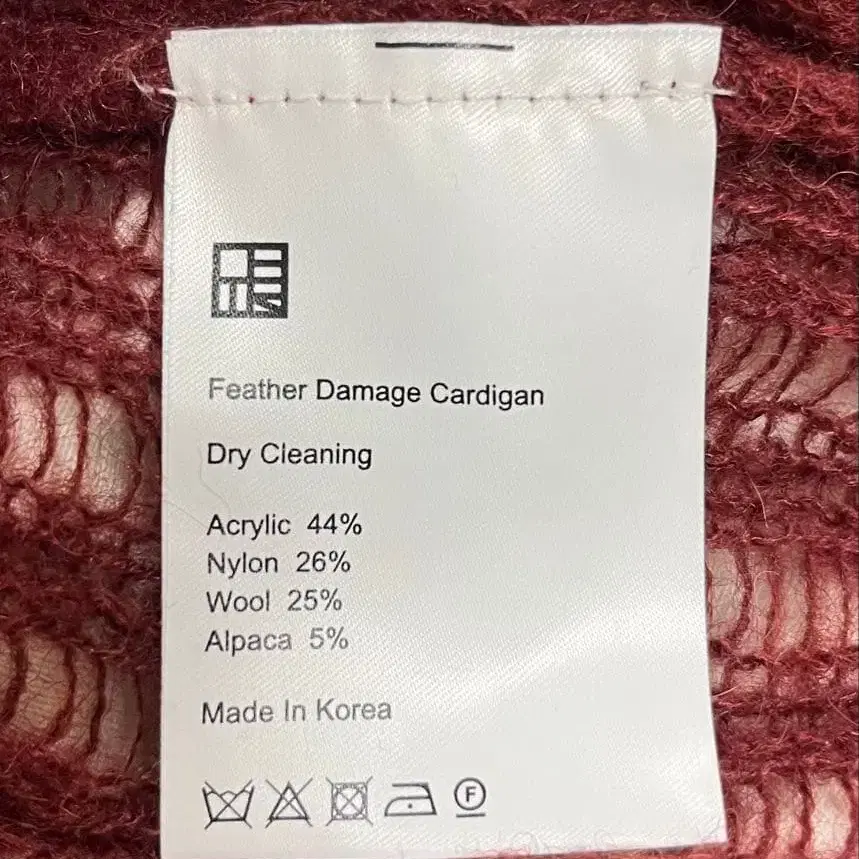 Feather Damage Cardigan
Dry Cleaning
Acrylic 44%
Nylon 26%
Wool 25%
Alpaca 5%
Made In Korea
F